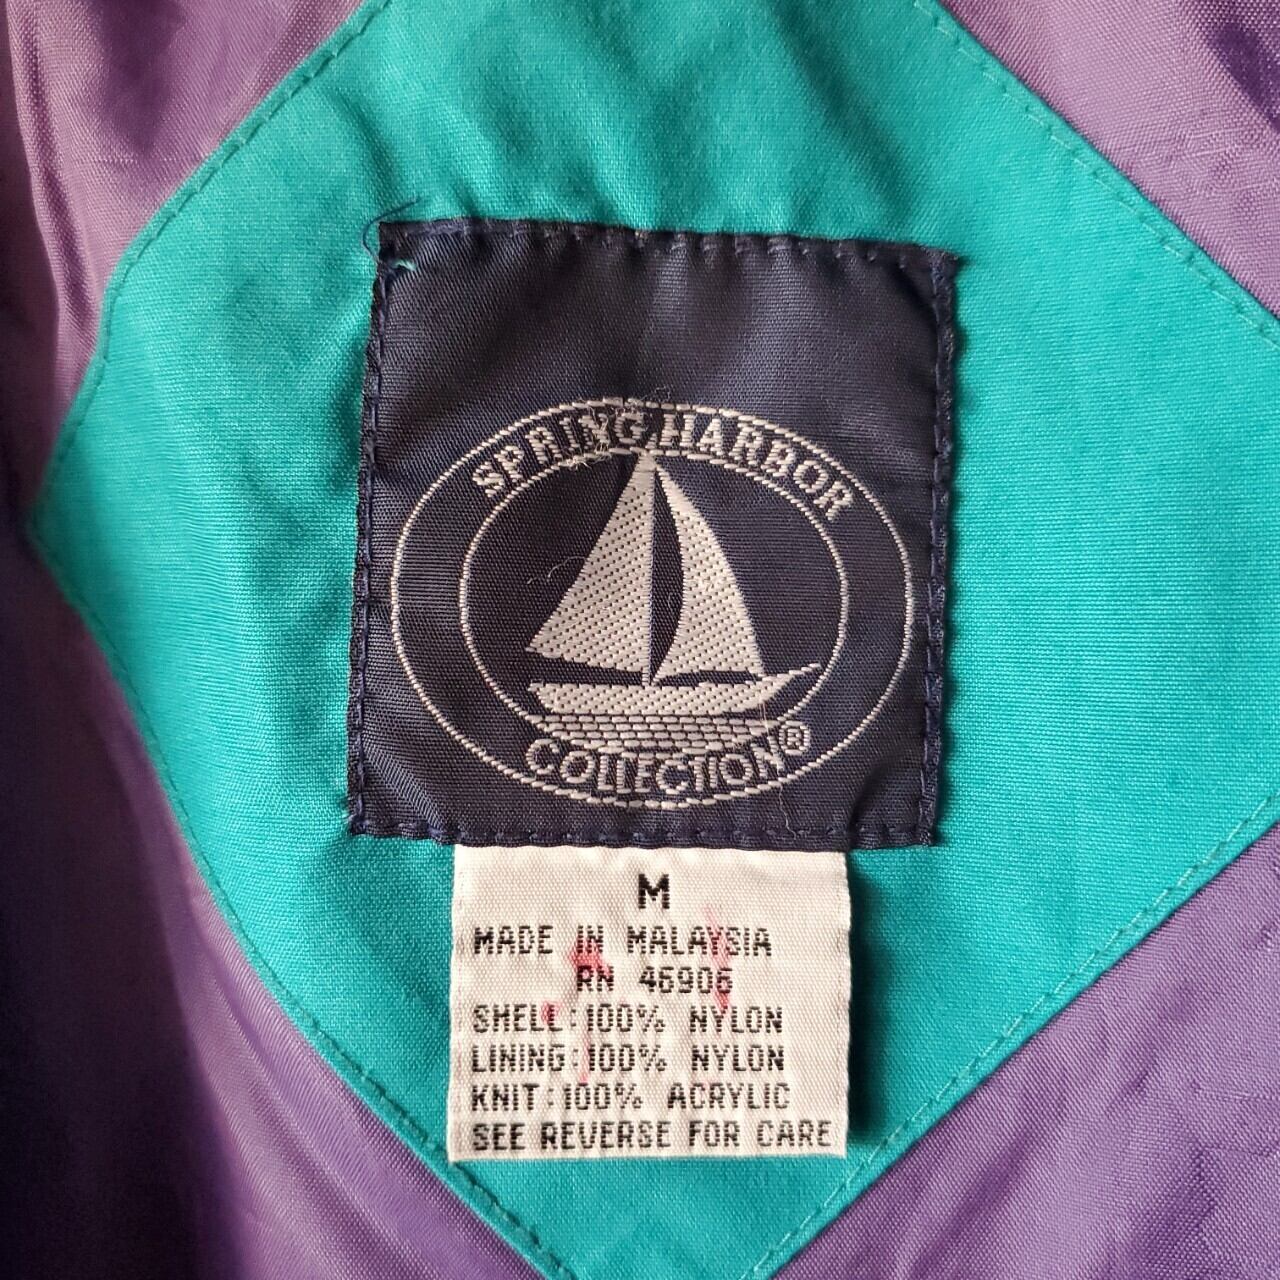 SPRING HARBOR
COLLECTION®
M
MADE IN MALAYSIA
RN 46906
SHELL:100% NYLON
LINING:100% NYLON
KNIT:100% ACRYLIC
SEE REVERSE FOR CARE